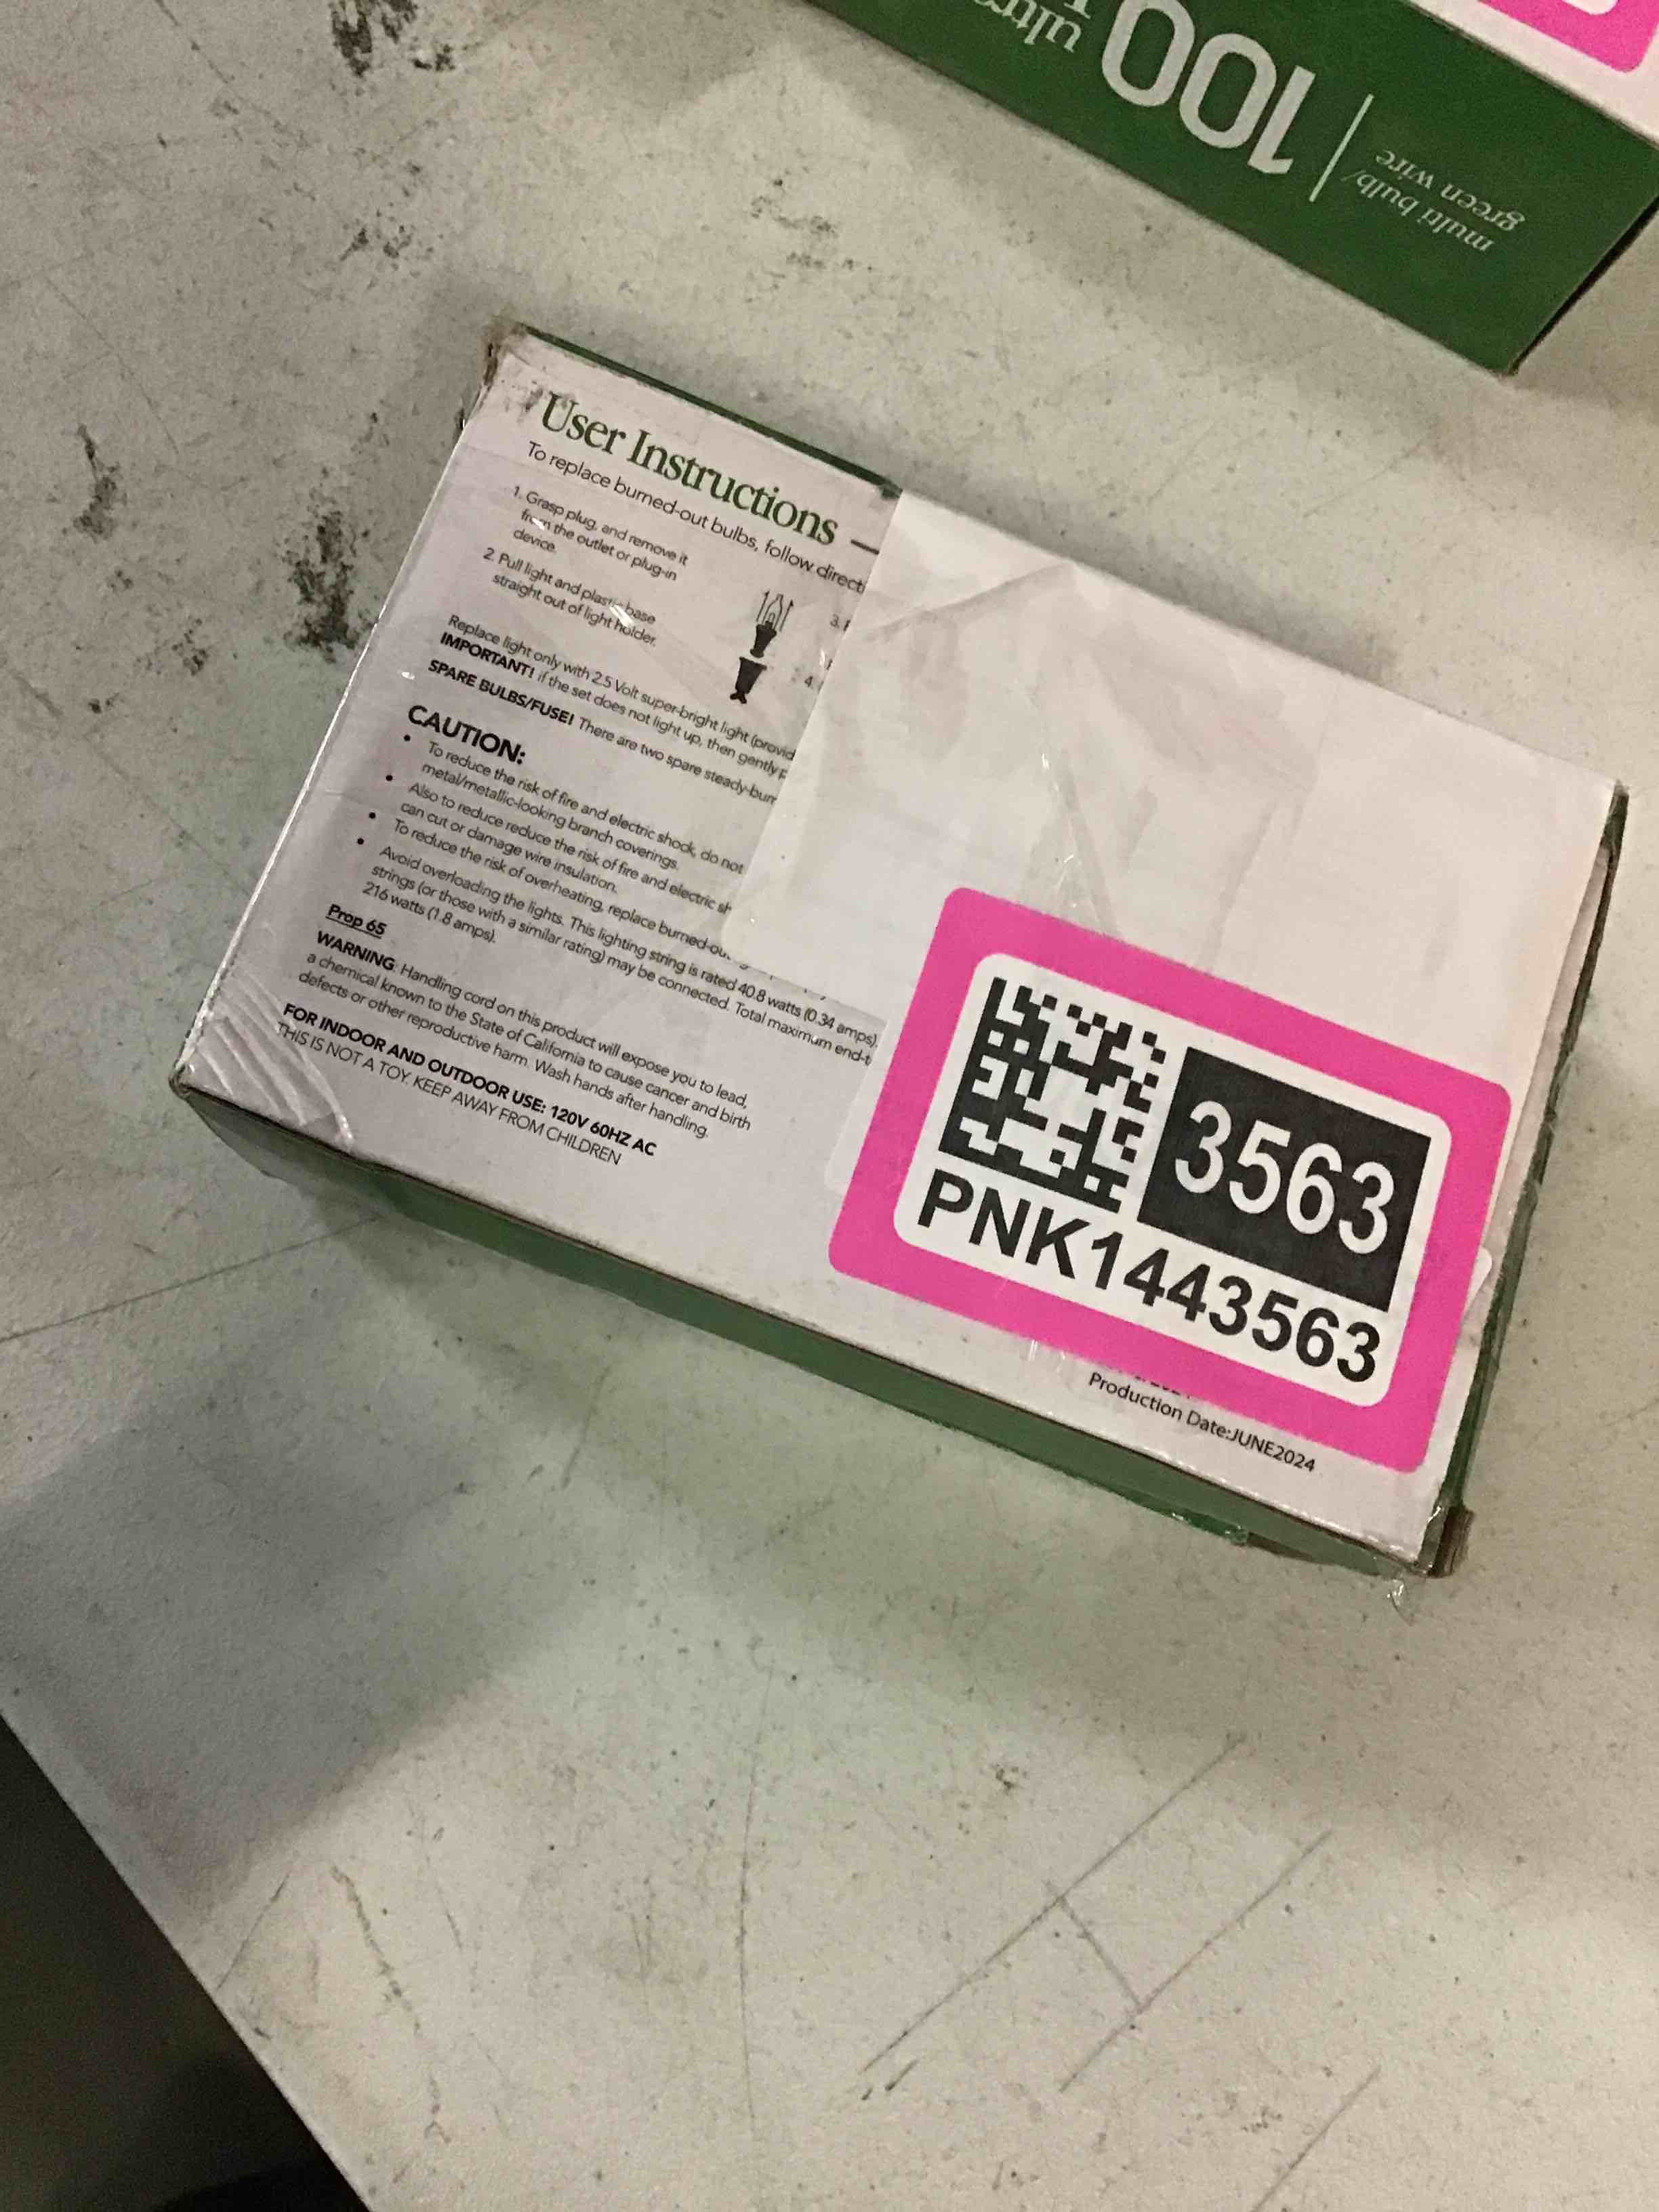 ultra
100
multi bulb/
green wire
User Instructions —
To replace burned-out bulbs, follow directi
1. Grasp plug, and remove it
from the outlet or plug-in
device.
2. Pull light and plastic base
straight out of light holder.
3.
4.
Replace light only with 2.5 Volt super-bright light (provid
IMPORTANT! if the set does not light up, then gently p
SPARE BULBS/FUSE! There are two spare steady-burn
CAUTION:
• To reduce the risk of fire and electric shock, do not
metal/metallic-looking branch coverings.
• Also to reduce reduce the risk of fire and electric sh
can cut or damage wire insulation.
• To reduce the risk of overheating, replace burned-ou
• Avoid overloading the lights. This lighting string is rated 40.8 watts (0.34 amps).
strings (or those with a similar rating) may be connected. Total maximum end-t
216 watts (1.8 amps).
Prop 65
WARNING: Handling cord on this product will expose you to lead,
a chemical known to the State of California to cause cancer and birth
defects or other reproductive harm. Wash hands after handling.
FOR INDOOR AND OUTDOOR USE: 120V 60HZ AC
THIS IS NOT A TOY. KEEP AWAY FROM CHILDREN
3563
PNK1443563
Production Date:JUNE2024